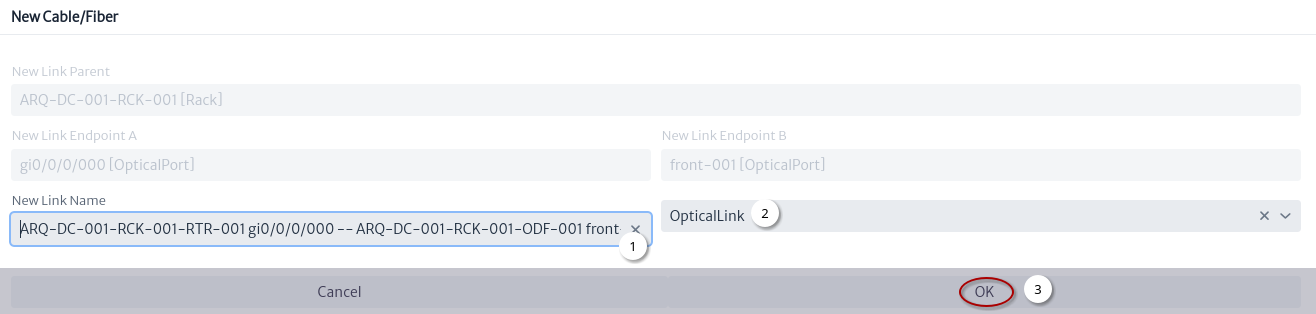 New Cable/Fiber
New Link Parent
ARQ-DC-001-RCK-001 [Rack]
New Link Endpoint A
New Link Endpoint B
gi0/0/0/000 [OpticalPort]
front-001 [OpticalPort]
New Link Name
ARQ-DC-001-RCK-001-RTR-001 gi0/0/0/000 -- ARQ-DC-001-RCK-001-ODF-001 front-
OpticalLink
2
1
Cancel
OK
3